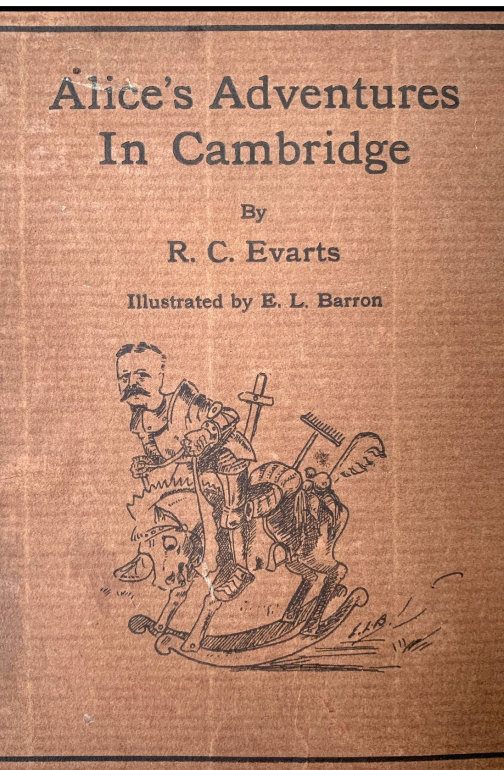 Alice's Adventures
In Cambridge
By
R. C. Evarts
Illustrated by E. L. Barron
E.L.B.